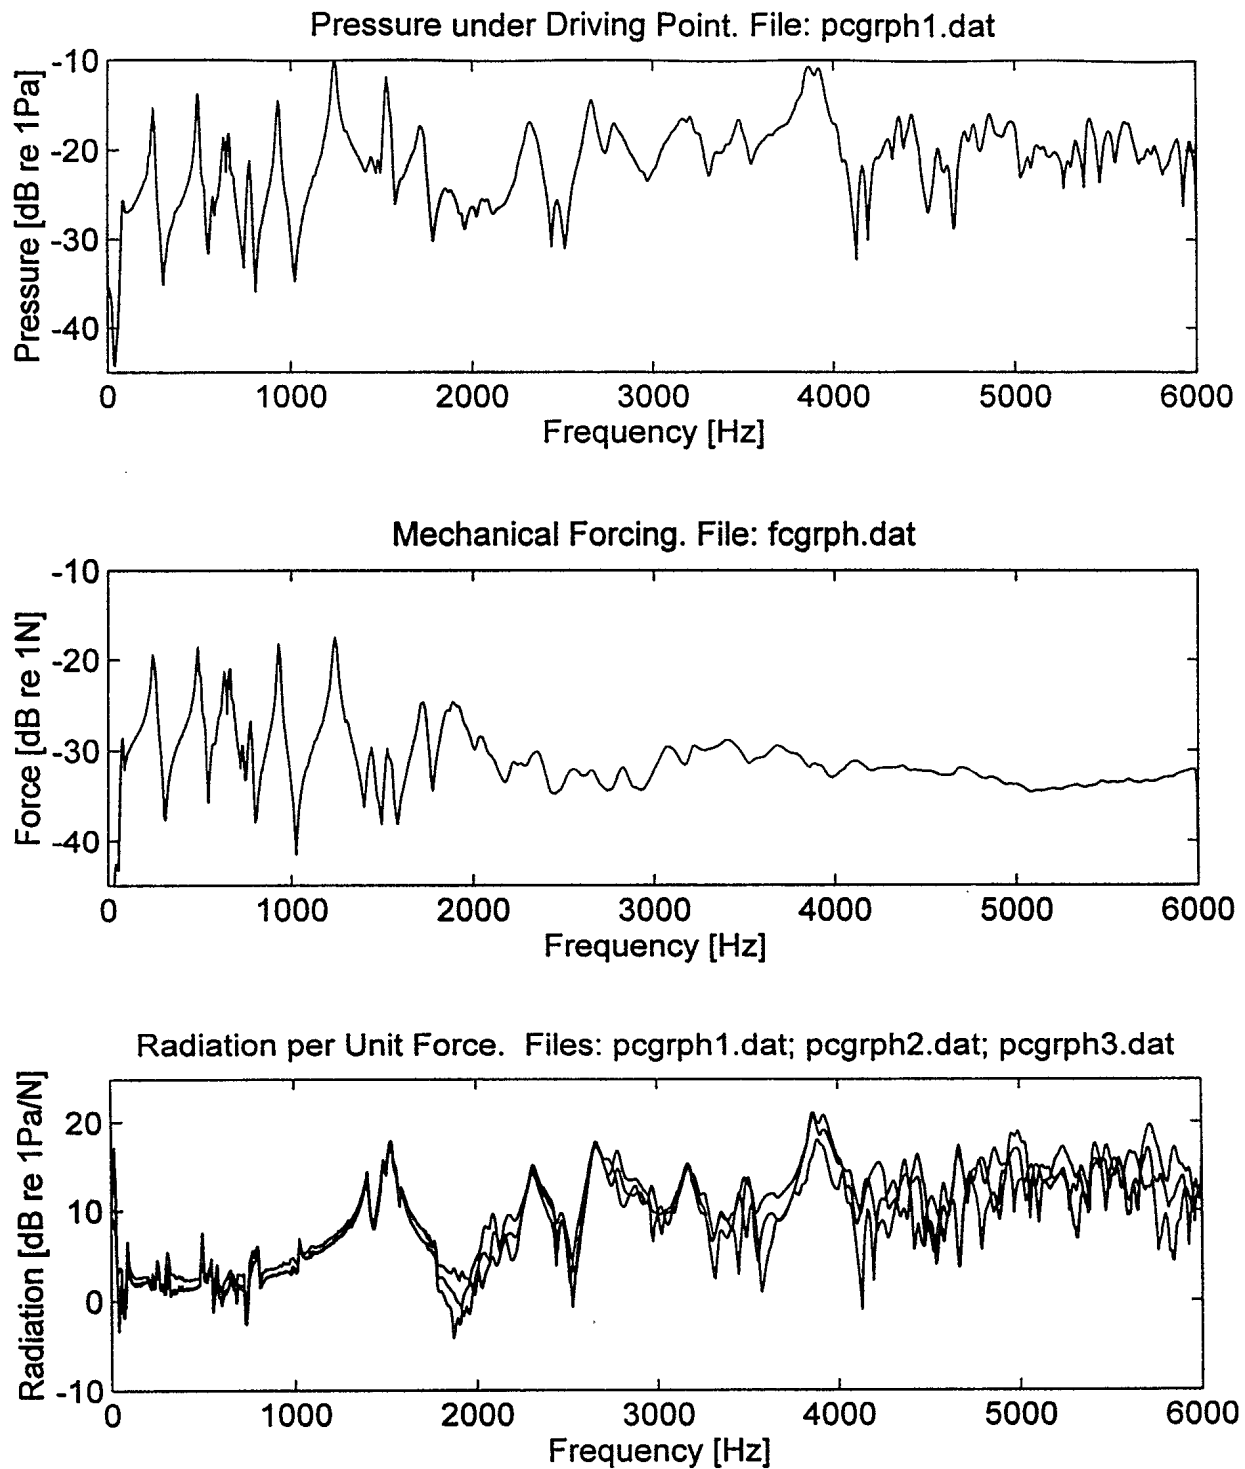 Pressure under Driving Point. File: pcgrph1.dat
Pressure [dB re 1Pa]
-10
-20
-30
-40
0 1000 2000 3000 4000 5000 6000
Frequency [Hz]
Mechanical Forcing. File: fcgrph.dat
Force [dB re 1N]
-10
-20
-30
-40
0 1000 2000 3000 4000 5000 6000
Frequency [Hz]
Radiation per Unit Force. Files: pcgrph1.dat; pcgrph2.dat; pcgrph3.dat
Radiation [dB re 1Pa/N]
20
10
0
-10
0 1000 2000 3000 4000 5000 6000
Frequency [Hz]